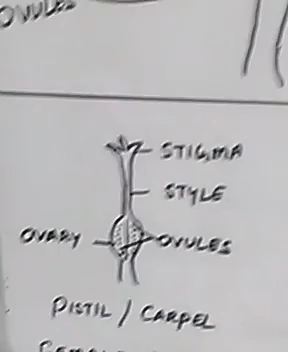 OVULES
STIGMA
STYLE
OVARY OVULES
PISTIL / CARPEL